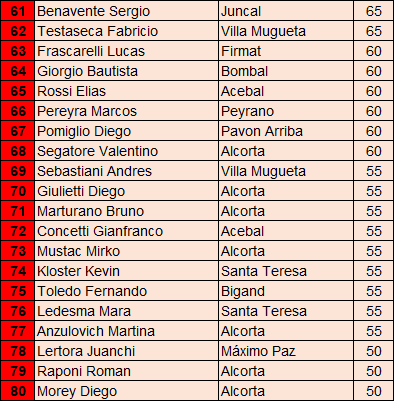 61 Benavente Sergio Juncal 65
62 Testaseca Fabricio Villa Mugueta 65
63 Frascarelli Lucas Firmat 60
64 Giorgio Bautista Bombal 60
65 Rossi Elias Acebal 60
66 Pereyra Marcos Peyrano 60
67 Pomiglio Diego Pavon Arriba 60
68 Segatore Valentino Alcorta 60
69 Sebastiani Andres Villa Mugueta 55
70 Giulietti Diego Alcorta 55
71 Marturano Bruno Alcorta 55
72 Concetti Gianfranco Acebal 55
73 Mustac Mirko Alcorta 55
74 Kloster Kevin Santa Teresa 55
75 Toledo Fernando Bigand 55
76 Ledesma Mara Santa Teresa 55
77 Anzulovich Martina Alcorta 55
78 Lertora Juanchi Máximo Paz 50
79 Raponi Roman Alcorta 50
80 Morey Diego Alcorta 50